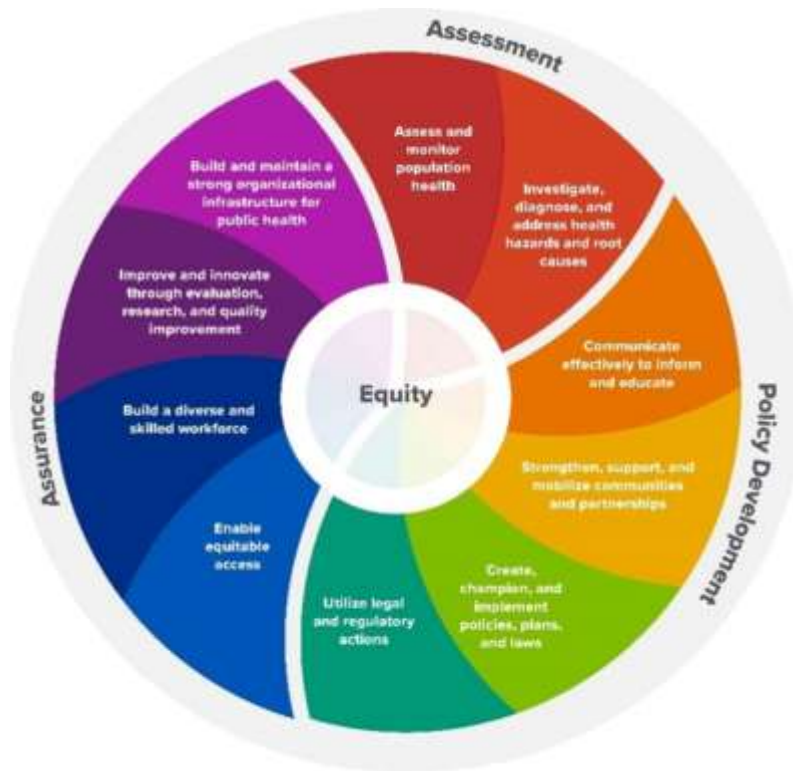 Assessment
Assess and
monitor
population
health
Investigate,
diagnose, and
address health
hazards and root
causes
Policy Development
Communicate
effectively to inform
and educate
Strengthen, support, and
mobilize communities
and partnerships
Create,
champion, and
implement
policies, plans,
and laws
Utilize legal
and regulatory
actions
Assurance
Enable
equitable
access
Build a diverse and
skilled workforce
Improve and innovate
through evaluation,
research, and quality
improvement
Build and maintain a
strong organizational
infrastructure for
public health
Equity